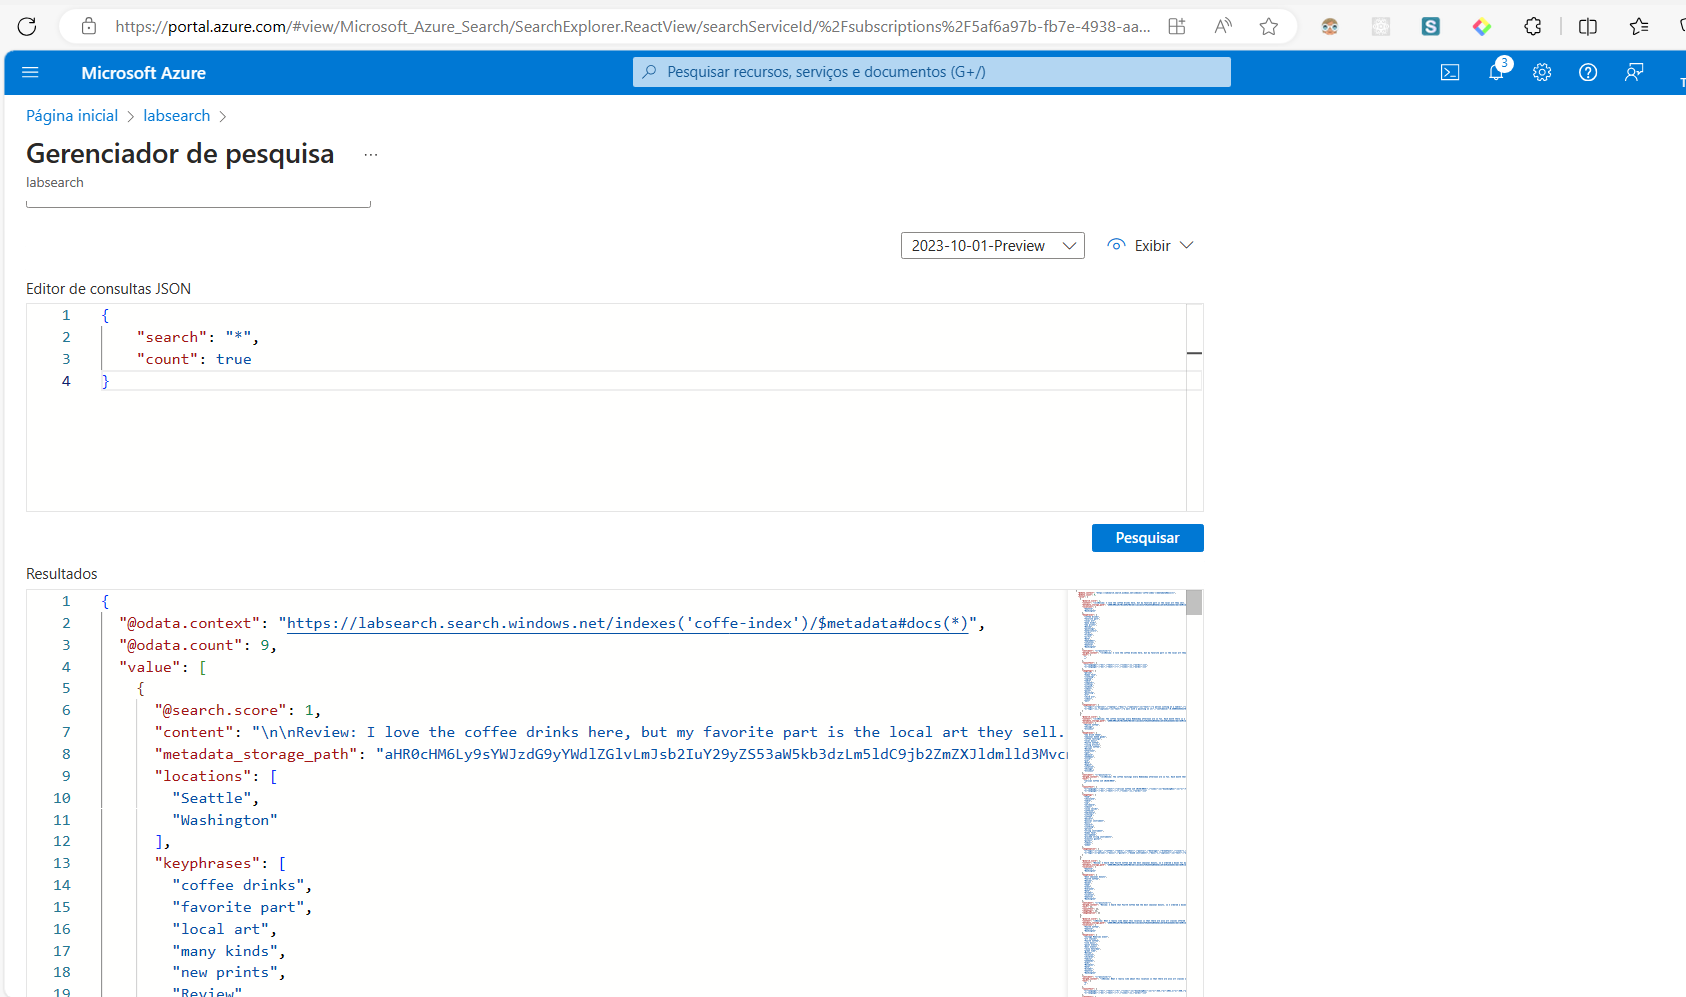 https://portal.azure.com/#view/Microsoft_Azure_Search/SearchExplorer.ReactView/searchServiceId/%2Fsubscriptions%2F5af6a97b-fb7e-4938-aa...
Microsoft Azure
Pesquisar recursos, serviços e documentos (G+/)
3
Página inicial > labsearch >
Gerenciador de pesquisa ...
labsearch
2023-10-01-Preview
Exibir
Editor de consultas JSON
1 {
2 "search": "*",
3 "count": true
4 }
Pesquisar
Resultados
1 {
2 "@odata.context": "https://labsearch.search.windows.net/indexes('coffe-index')/$metadata#docs(*)",
3 "@odata.count": 9,
4 "value": [
5 {
6 "@search.score": 1,
7 "content": "\n\nReview: I love the coffee drinks here, but my favorite part is the local art they sell.
8 "metadata_storage_path": "aHR0cHM6Ly9sYWJzdG9yYWdlZGlvLmJsb2IuY29yZS53aW5kb3dzLm5ldC9jb2ZmZXJldmlld3Mvcm
9 "locations": [
10 "Seattle",
11 "Washington"
12 ],
13 "keyphrases": [
14 "coffee drinks",
15 "favorite part",
16 "local art",
17 "many kinds",
18 "new prints",
19 "Review"